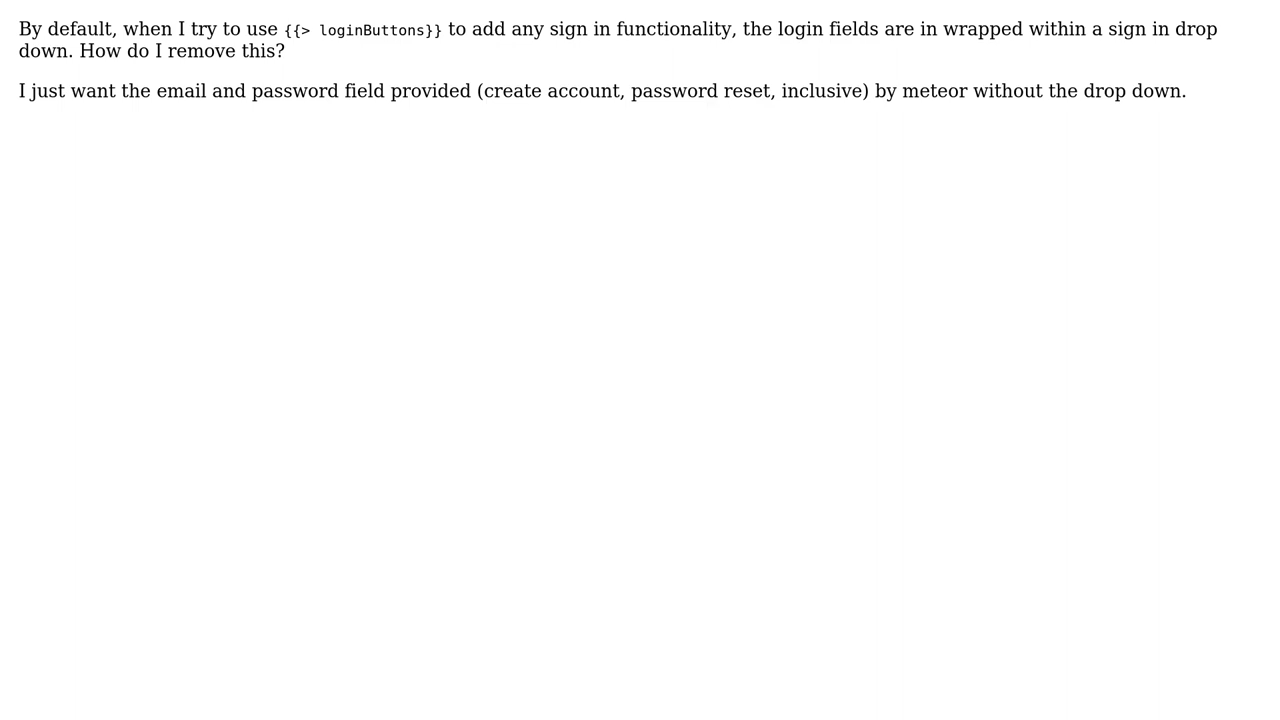 By default, when I try to use {{> loginButtons}} to add any sign in functionality, the login fields are in wrapped within a sign in drop
down. How do I remove this?
I just want the email and password field provided (create account, password reset, inclusive) by meteor without the drop down.